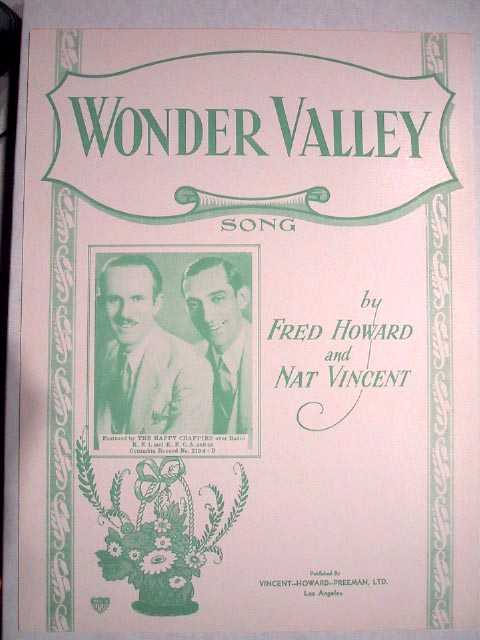 WONDER VALLEY
SONG
by
FRED HOWARD
and
NAT VINCENT
Featured by THE HAPPY CHAPPIES over Radio
K. F. I. and K. E. C. A. and on
Columbia Record No. 2194 - D
Published By
VINCENT-HOWARD-PREEMAN, LTD.
Los Angeles